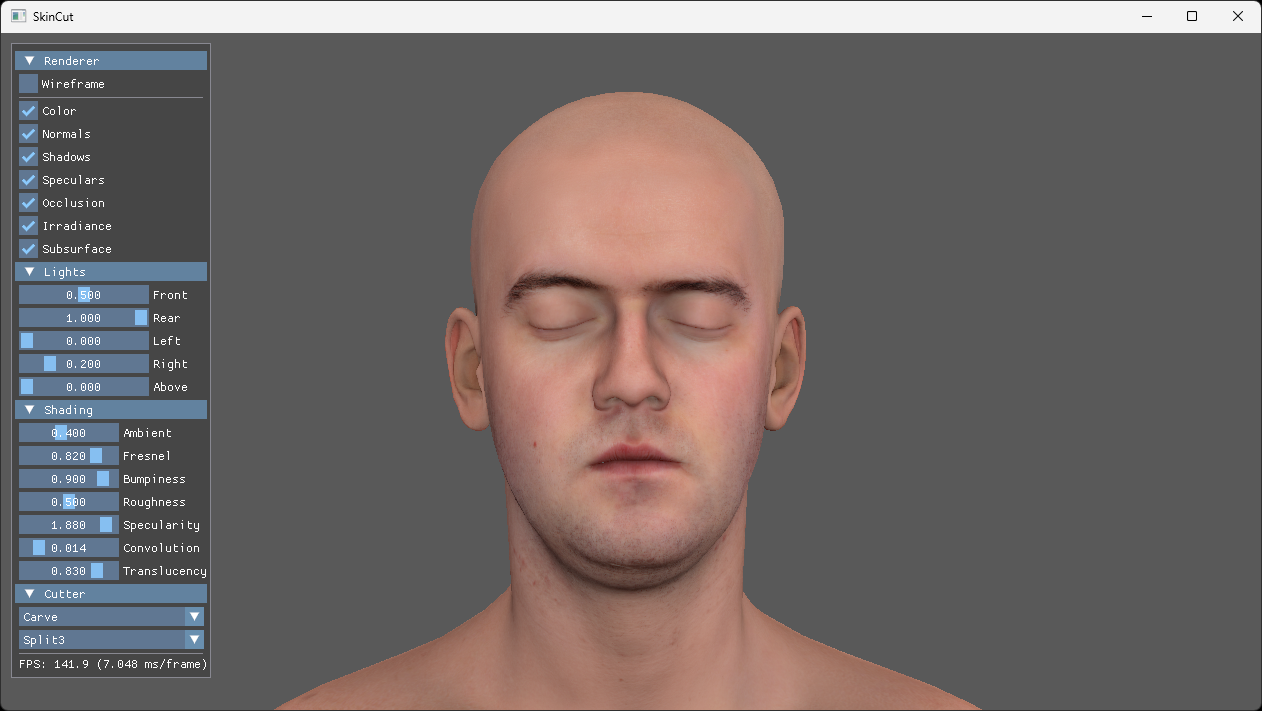 SkinCut
Renderer
Wireframe
Color
Normals
Shadows
Speculars
Occlusion
Irradiance
Subsurface
Lights
0.500 Front
1.000 Rear
0.000 Left
0.200 Right
0.000 Above
Shading
0.400 Ambient
0.820 Fresnel
0.900 Bumpiness
0.500 Roughness
1.880 Specularity
0.014 Convolution
0.830 Translucency
Cutter
Carve
Split3
FPS: 141.9 (7.048 ms/frame)